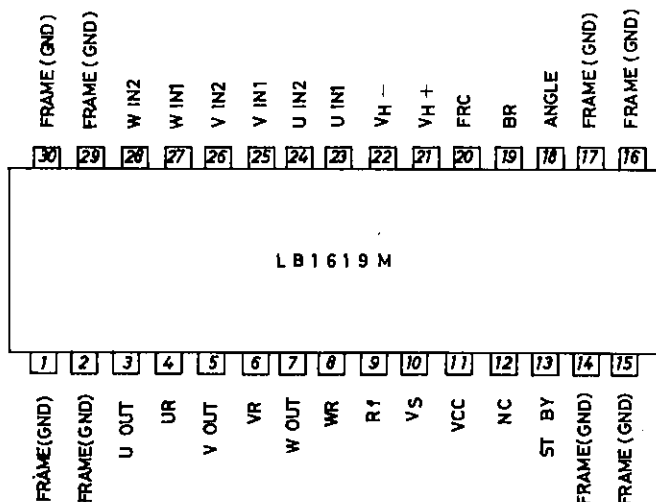 FRAME(GND)
FRAME(GND)
W IN2
W IN1
V IN2
V IN1
U IN2
U IN1
VH−
VH+
FRC
BR
ANGLE
FRAME(GND)
FRAME(GND)
30 29 28 27 26 25 24 23 22 21 20 19 18 17 16
LB1619M
1 2 3 4 5 6 7 8 9 10 11 12 13 14 15
FRAME(GND)
FRAME(GND)
U OUT
UR
V OUT
VR
W OUT
WR
Rf
VS
VCC
NC
ST BY
FRAME(GND)
FRAME(GND)